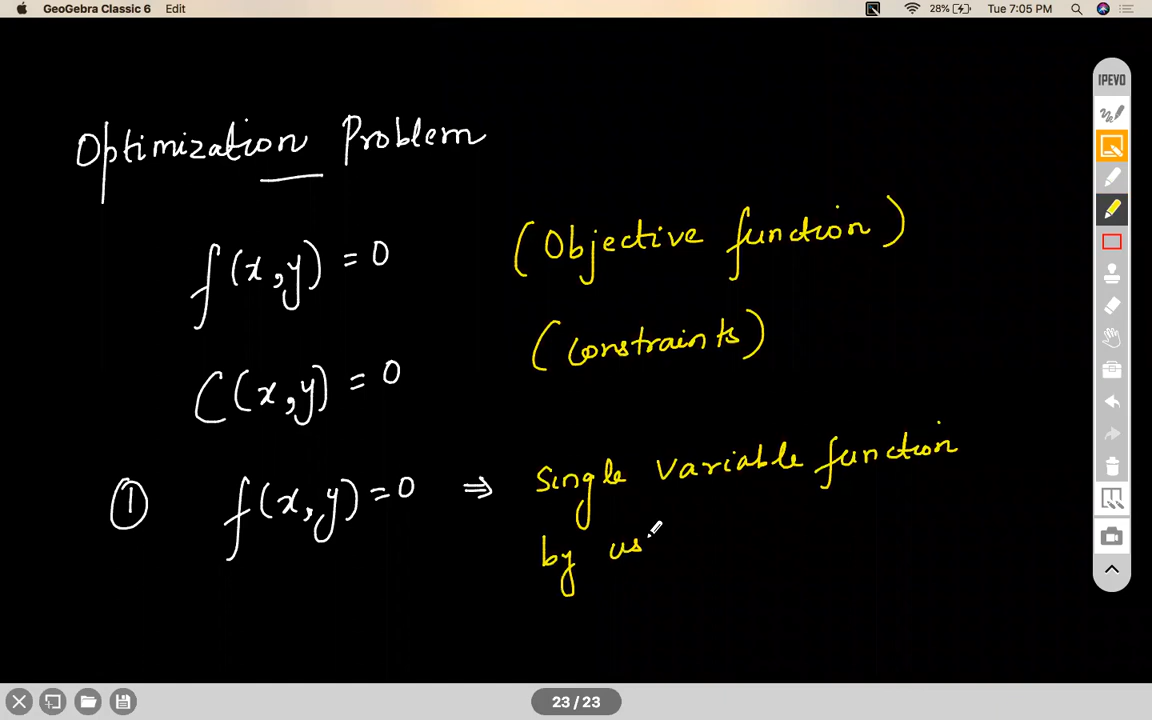 GeoGebra Classic 6 Edit 28% Tue 7:05 PM
IPEVO
Optimization Problem
f(x,y) = 0 (Objective function)
C(x,y) = 0 (Constraints)
① f(x,y) = 0 ⇒ Single variable function
by us
23 / 23